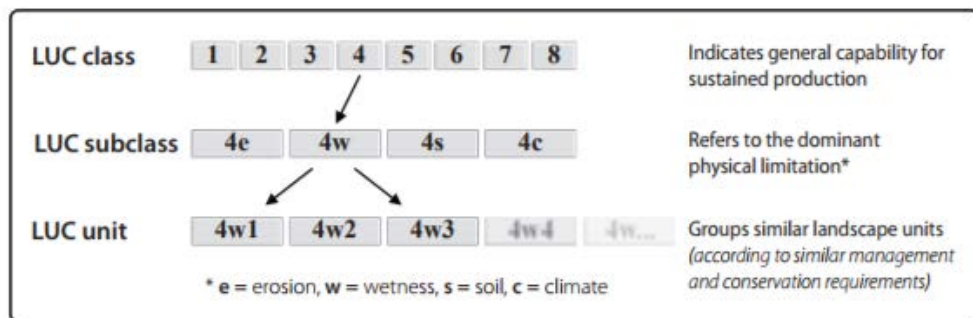 LUC class 1 2 3 4 5 6 7 8 Indicates general capability for
sustained production
LUC subclass 4e 4w 4s 4c Refers to the dominant
physical limitation*
LUC unit 4w1 4w2 4w3 4w4 4w... Groups similar landscape units
(according to similar management
and conservation requirements)
* e = erosion, w = wetness, s = soil, c = climate